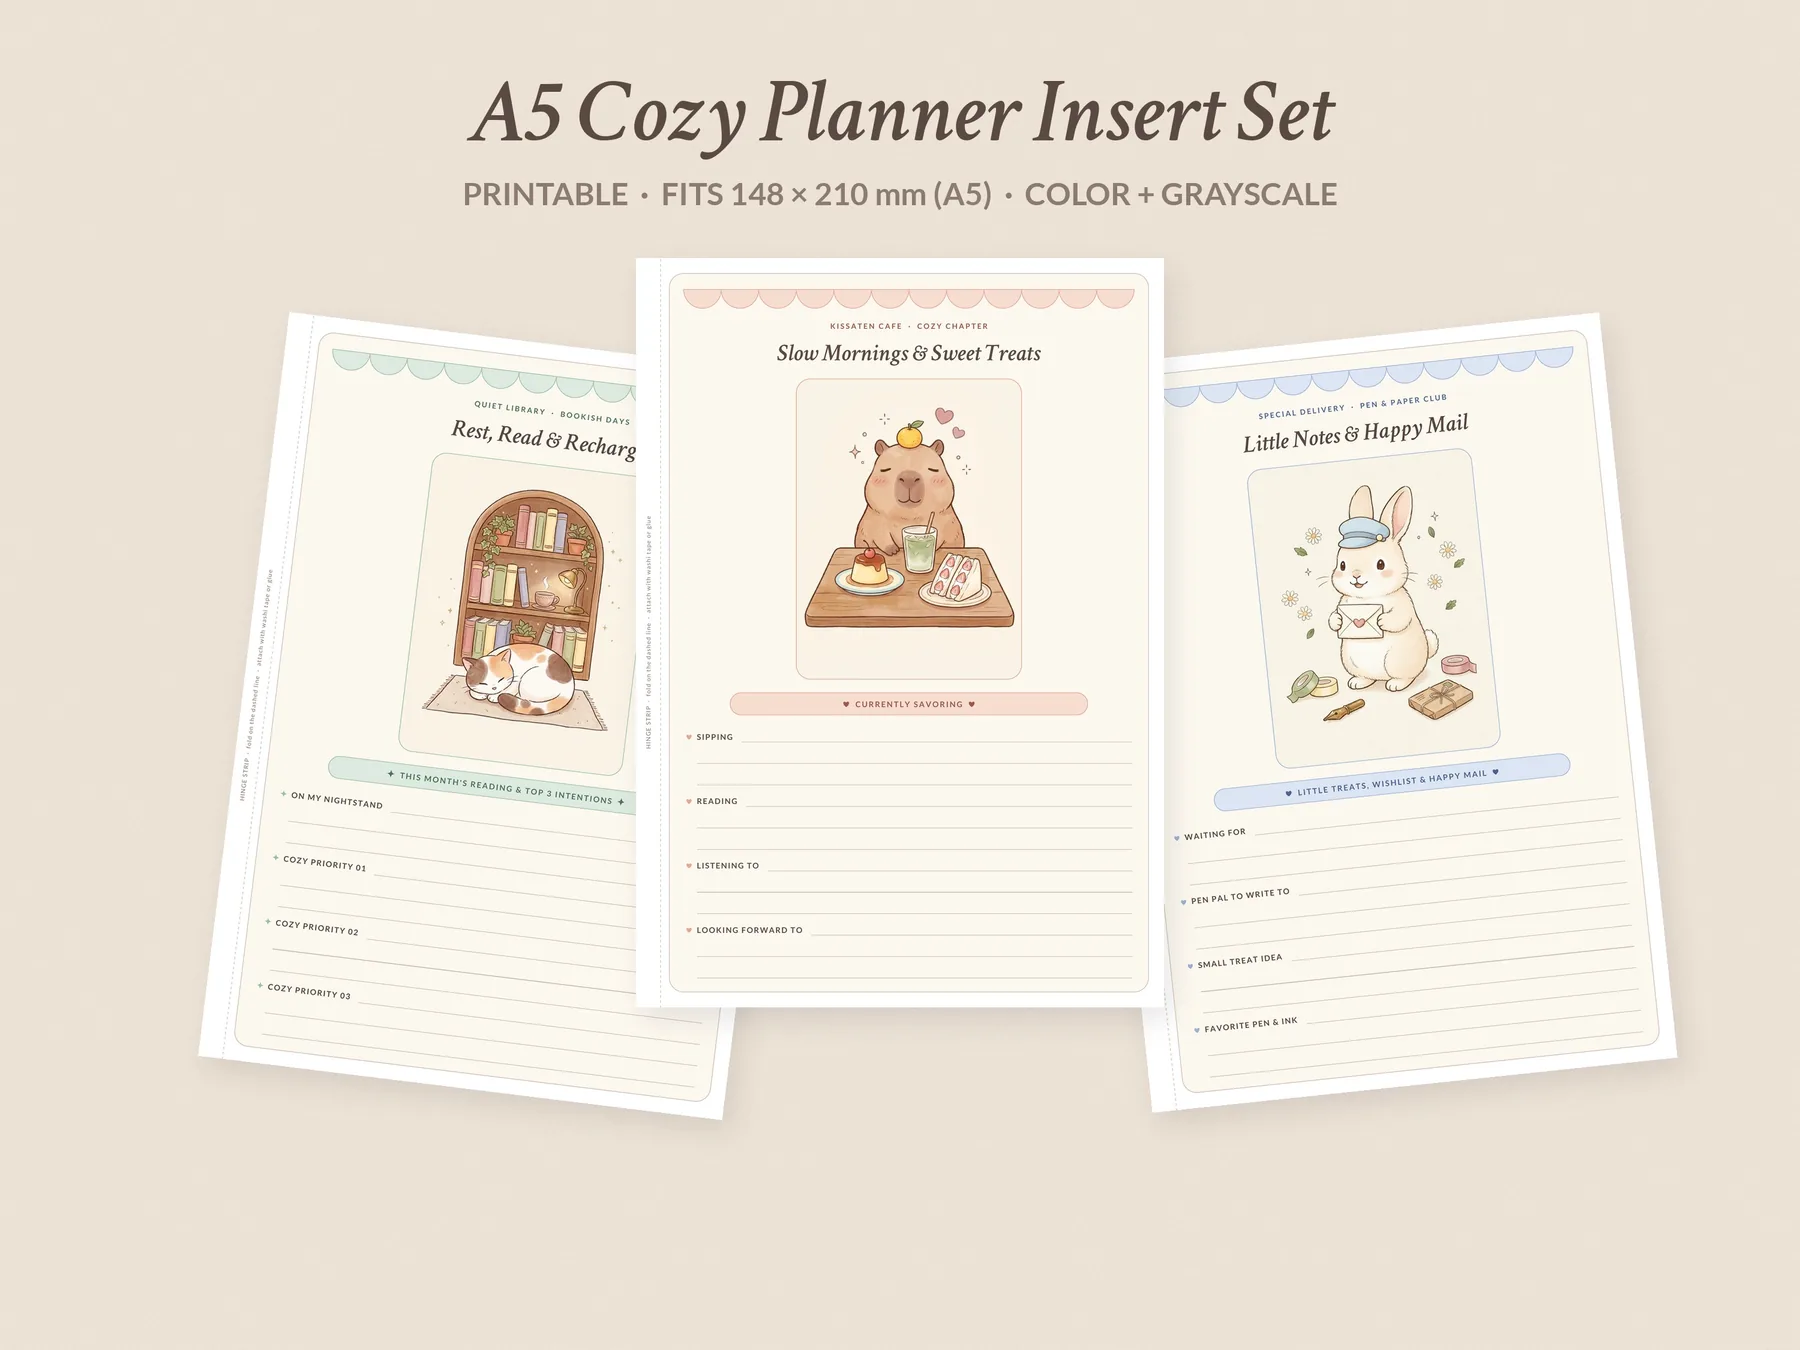 A5 Cozy Planner Insert Set
PRINTABLE · FITS 148 × 210 mm (A5) · COLOR + GRAYSCALE
QUIET LIBRARY · BOOKISH DAYS
Rest, Read & Recharg
✦ THIS MONTH'S READING & TOP 3 INTENTIONS ✦
ON MY NIGHTSTAND
COZY PRIORITY 01
COZY PRIORITY 02
COZY PRIORITY 03
HINGE STRIP · fold on the dashed line · attach with washi tape or glue
KISSATEN CAFE · COZY CHAPTER
Slow Mornings & Sweet Treats
♥ CURRENTLY SAVORING ♥
SIPPING
READING
LISTENING TO
LOOKING FORWARD TO
HINGE STRIP · fold on the dashed line · attach with washi tape or glue
SPECIAL DELIVERY · PEN & PAPER CLUB
Little Notes & Happy Mail
♥ LITTLE TREATS, WISHLIST & HAPPY MAIL ♥
WAITING FOR
PEN PAL TO WRITE TO
SMALL TREAT IDEA
FAVORITE PEN & INK